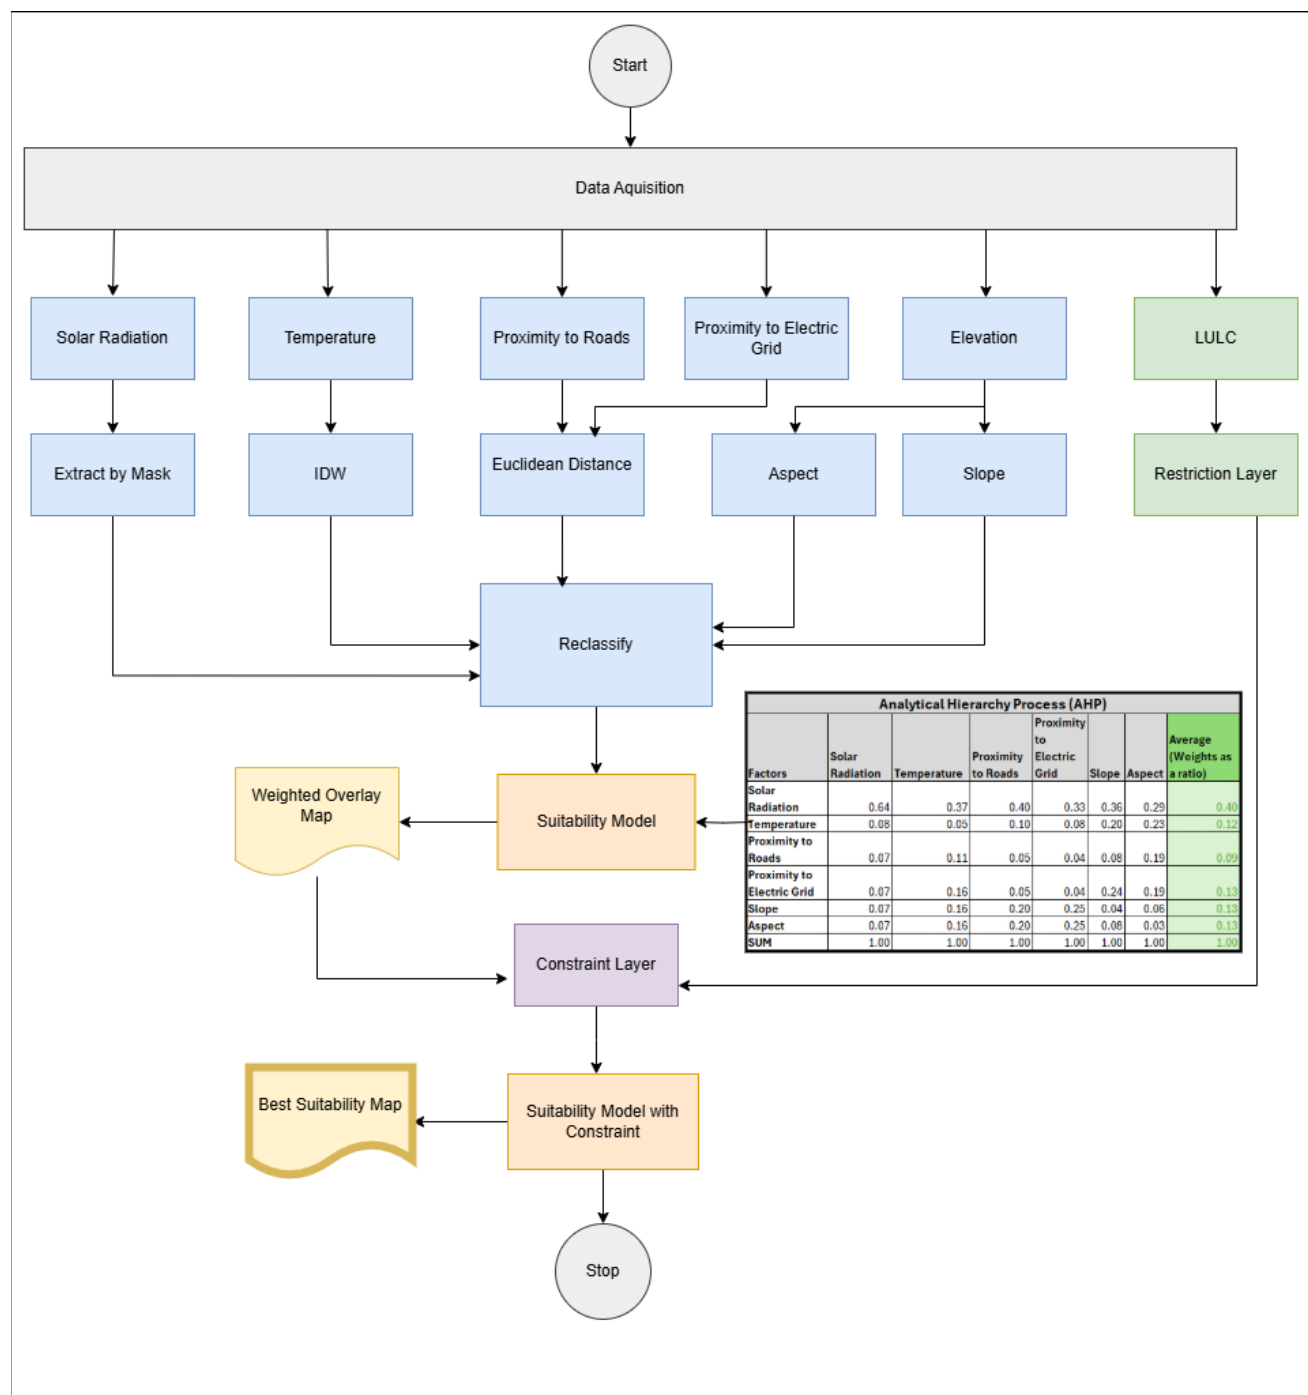 Start
Data Aquisition
Solar Radiation
Temperature
Proximity to Roads
Proximity to Electric
Grid
Elevation
LULC
Extract by Mask
IDW
Euclidean Distance
Aspect
Slope
Restriction Layer
Reclassify
Analytical Hierarchy Process (AHP)
Factors
Solar
Radiation
Temperature
Proximity
to Roads
Proximity
to
Electric
Grid
Slope
Aspect
Average
(Weights as
a ratio)
Solar
Radiation 0.64 0.37 0.40 0.33 0.36 0.29 0.40
Temperature 0.08 0.05 0.10 0.08 0.20 0.23 0.12
Proximity to
Roads 0.07 0.11 0.05 0.04 0.08 0.19 0.09
Proximity to
Electric Grid 0.07 0.16 0.05 0.04 0.24 0.19 0.13
Slope 0.07 0.16 0.20 0.25 0.04 0.06 0.13
Aspect 0.07 0.16 0.20 0.25 0.08 0.03 0.13
SUM 1.00 1.00 1.00 1.00 1.00 1.00 1.00
Weighted Overlay
Map
Suitability Model
Constraint Layer
Best Suitability Map
Suitability Model with
Constraint
Stop